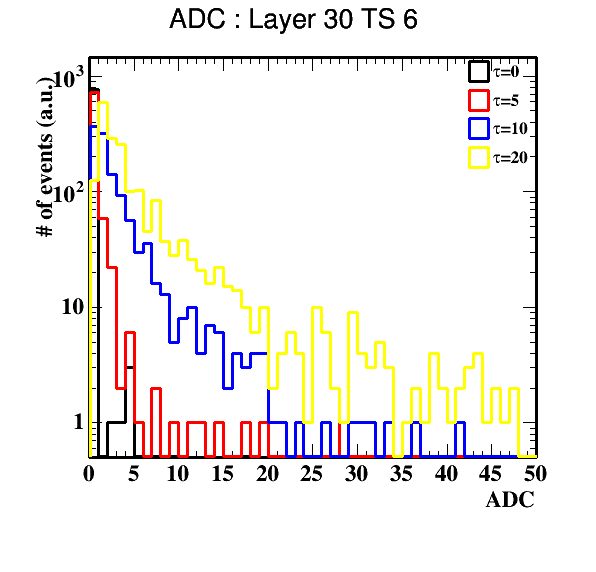 ADC : Layer 30 TS 6
# of events (a.u.)
10³
10²
10
1
τ=0
τ=5
τ=10
τ=20
0 5 10 15 20 25 30 35 40 45 50
ADC